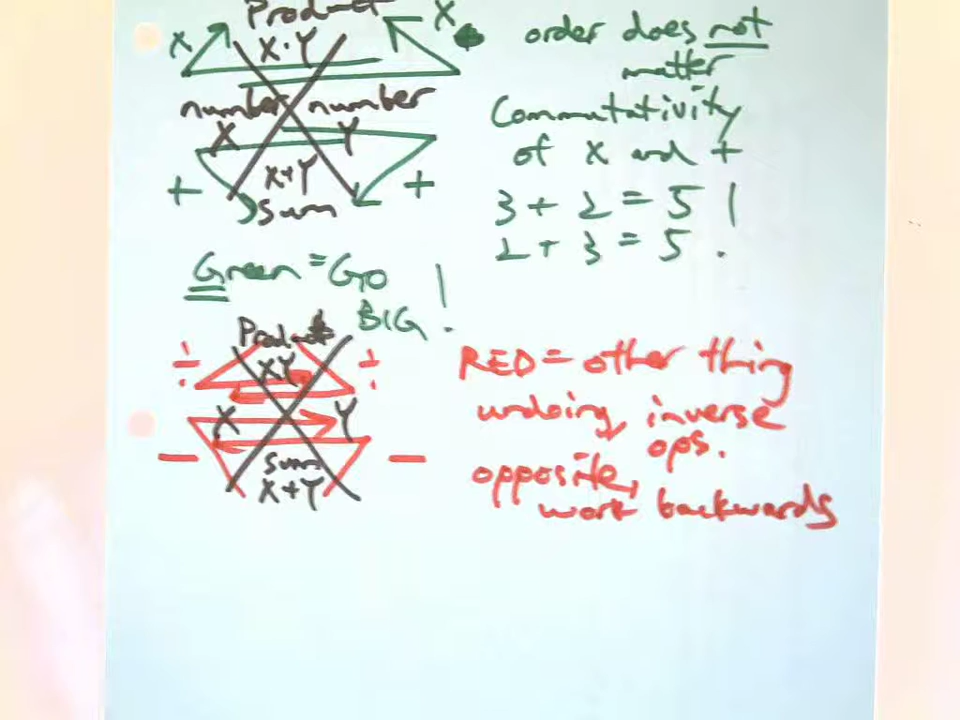 Product
X X·Y X
order does not
matter
number number
X Y
Commutativity
of x and +
+ X+Y +
sum
3 + 2 = 5 !
2 + 3 = 5 .
Green = Go
BIG!
Product
÷ XY ÷
X Y
- sum -
X+Y
RED = other thing
undoing, inverse
ops.
opposite,
work backwards